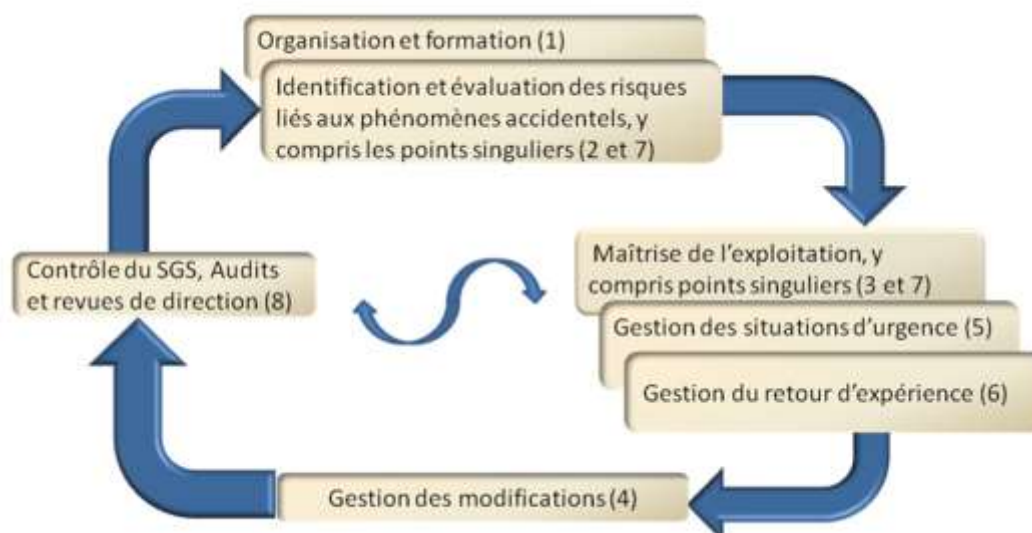 Organisation et formation (1)
Identification et évaluation des risques
liés aux phénomènes accidentels, y
compris les points singuliers (2 et 7)
Maîtrise de l'exploitation, y
compris points singuliers (3 et 7)
Gestion des situations d'urgence (5)
Gestion du retour d'expérience (6)
Gestion des modifications (4)
Contrôle du SGS, Audits
et revues de direction (8)